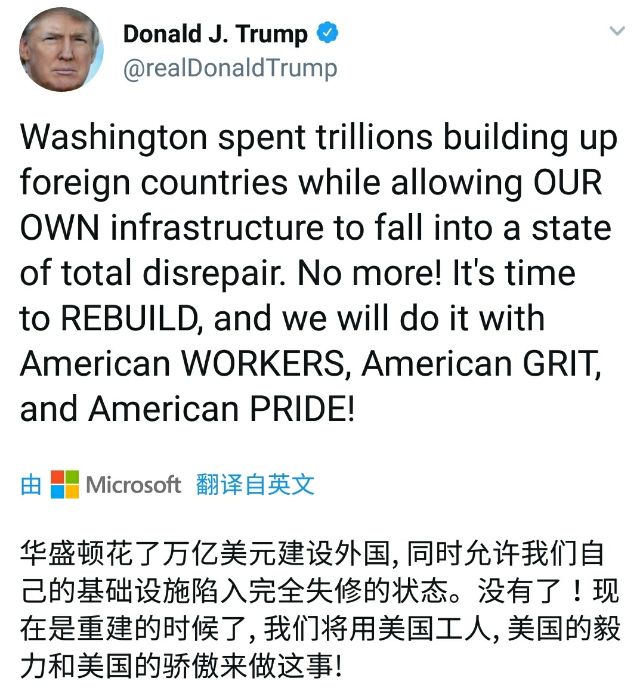 Donald J. Trump
@realDonaldTrump
Washington spent trillions building up
foreign countries while allowing OUR
OWN infrastructure to fall into a state
of total disrepair. No more! It's time
to REBUILD, and we will do it with
American WORKERS, American GRIT,
and American PRIDE!
由 Microsoft 翻译自英文
华盛顿花了万亿美元建设外国, 同时允许我们自
己的基础设施陷入完全失修的状态。没有了！现
在是重建的时候了, 我们将用美国工人, 美国的毅
力和美国的骄傲来做这事!